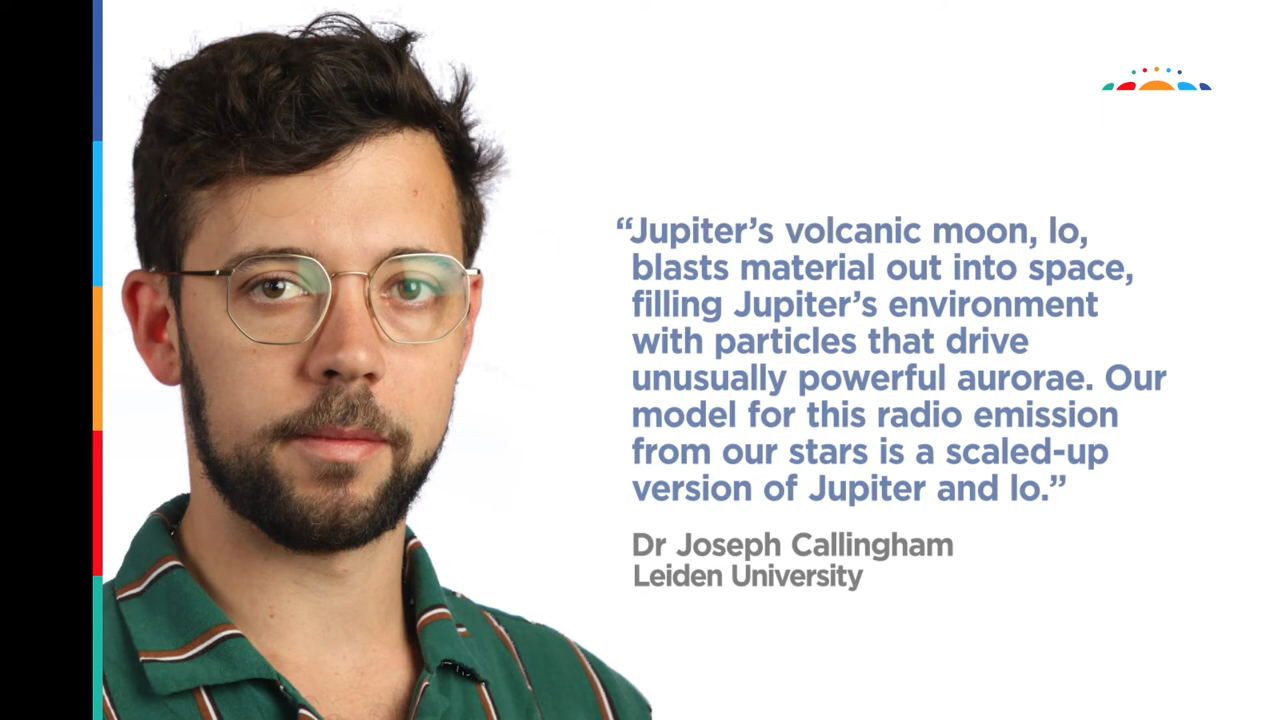 “Jupiter’s volcanic moon, Io,
blasts material out into space,
filling Jupiter’s environment
with particles that drive
unusually powerful aurorae. Our
model for this radio emission
from our stars is a scaled-up
version of Jupiter and Io.”
Dr Joseph Callingham
Leiden University